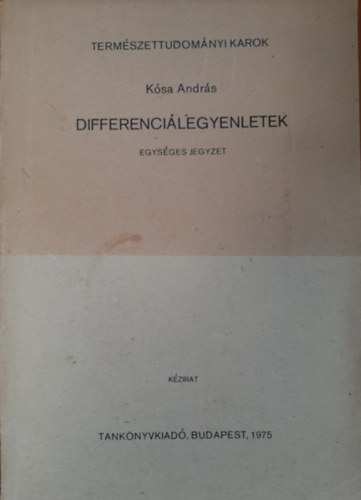 TERMÉSZETTUDOMÁNYI KAROK
Kósa András
DIFFERENCIÁLEGYENLETEK
EGYSÉGES JEGYZET
KÉZIRAT
TANKÖNYVKIADÓ, BUDAPEST, 1975